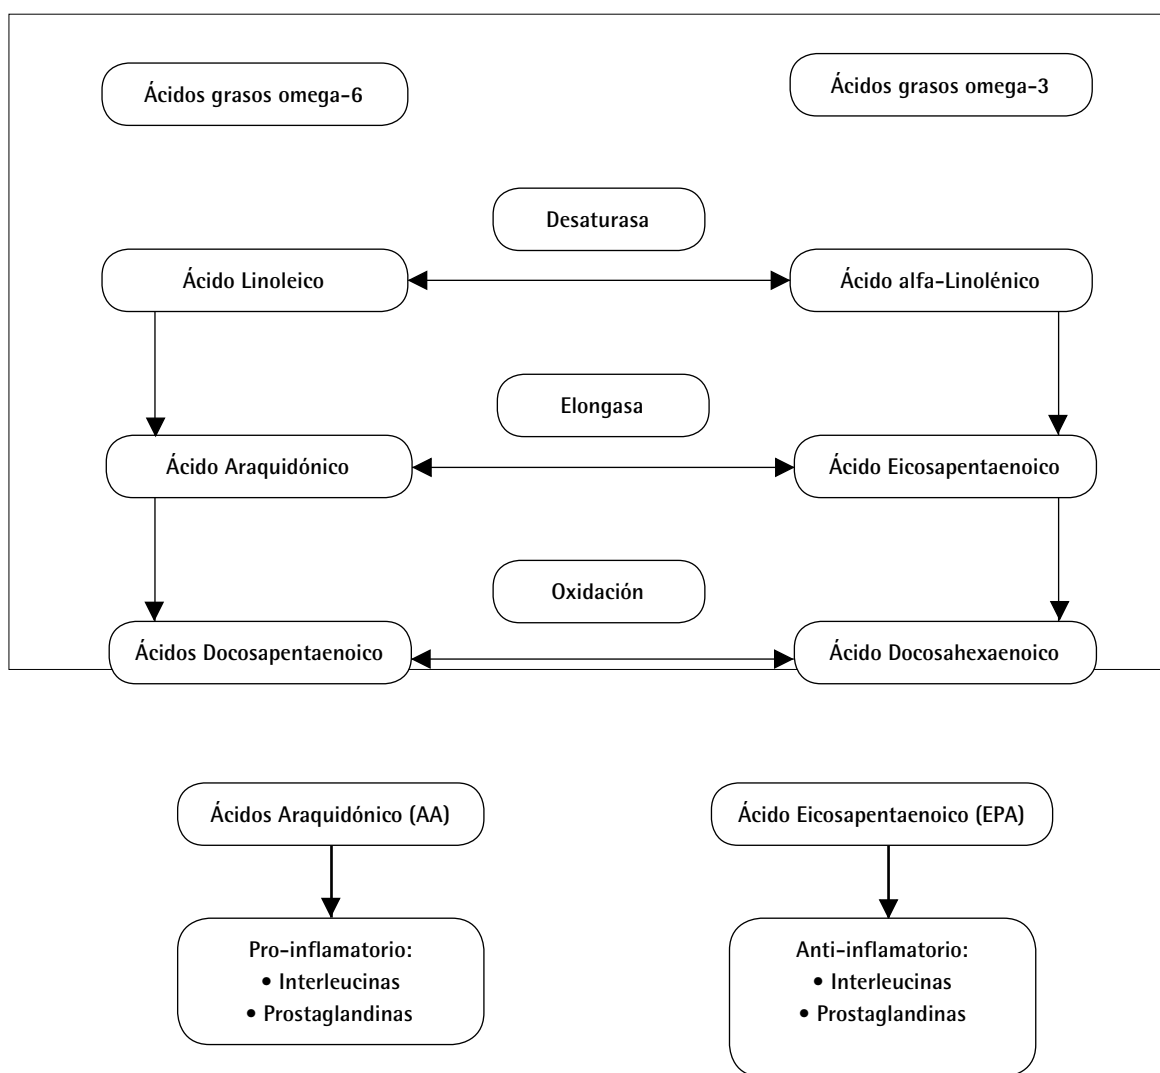 Ácidos grasos omega-6
Ácidos grasos omega-3
Desaturasa
Ácido Linoleico
Ácido alfa-Linolénico
Elongasa
Ácido Araquidónico
Ácido Eicosapentaenoico
Oxidación
Ácidos Docosapentaenoico
Ácido Docosahexaenoico
Ácidos Araquidónico (AA)
Ácido Eicosapentaenoico (EPA)
Pro-inflamatorio:
• Interleucinas
• Prostaglandinas
Anti-inflamatorio:
• Interleucinas
• Prostaglandinas